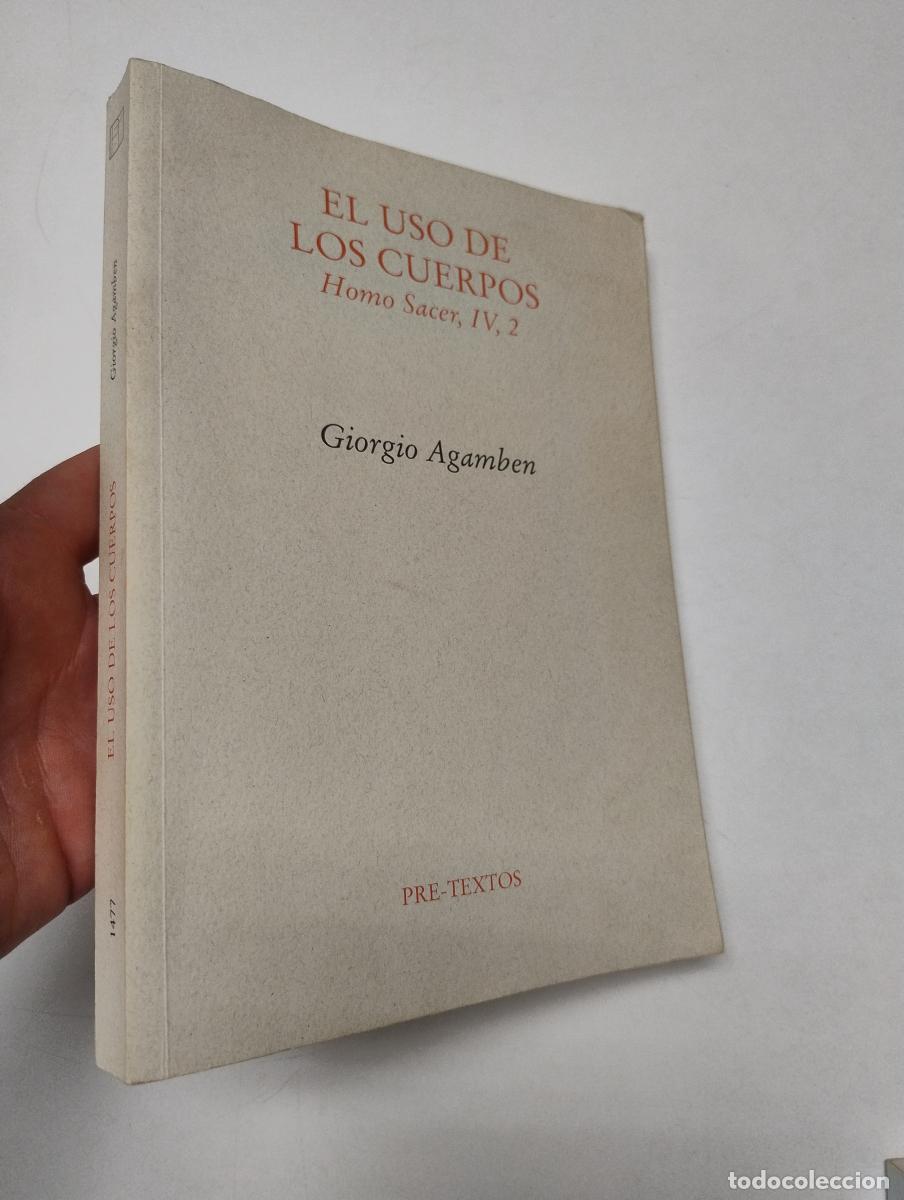 EL USO DE
LOS CUERPOS
Homo Sacer, IV, 2
Giorgio Agamben
PRE-TEXTOS
Giorgio Agamben
EL USO DE LOS CUERPOS
1477
todocoleccion